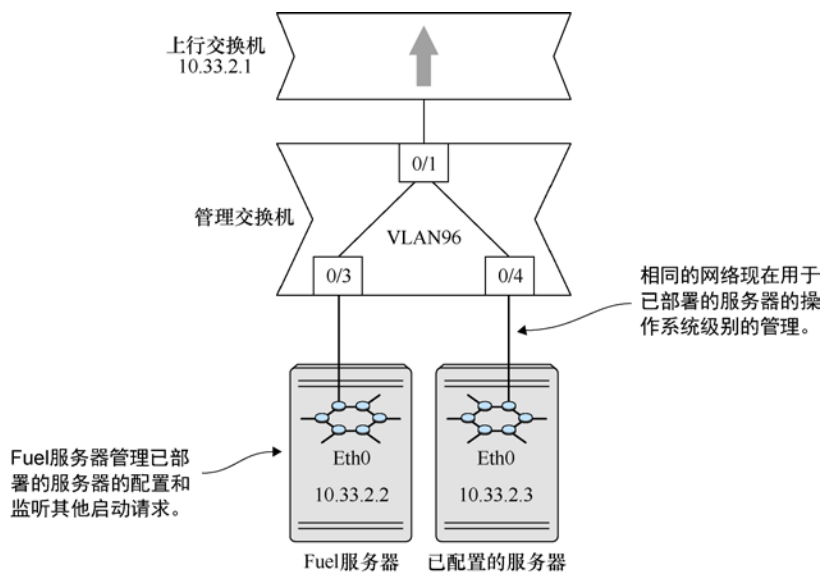 上行交换机
10.33.2.1
0/1
管理交换机
VLAN96
0/3
0/4
相同的网络现在用于
已部署的服务器的操
作系统级别的管理。
Fuel服务器管理已部
署的服务器的配置和
监听其他启动请求。
Eth0
10.33.2.2
Eth0
10.33.2.3
Fuel服务器
已配置的服务器